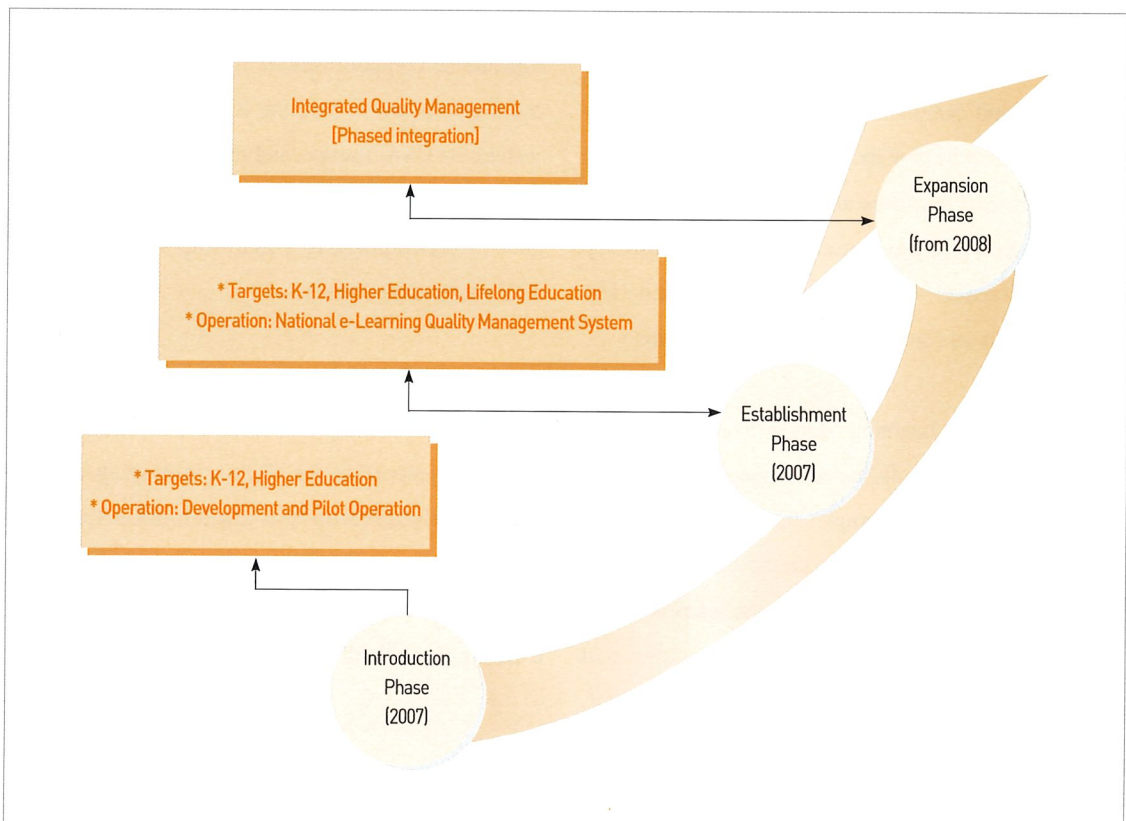 Integrated Quality Management
[Phased integration]
Expansion
Phase
(from 2008)
* Targets: K-12, Higher Education, Lifelong Education
* Operation: National e-Learning Quality Management System
Establishment
Phase
(2007)
* Targets: K-12, Higher Education
* Operation: Development and Pilot Operation
Introduction
Phase
(2007)